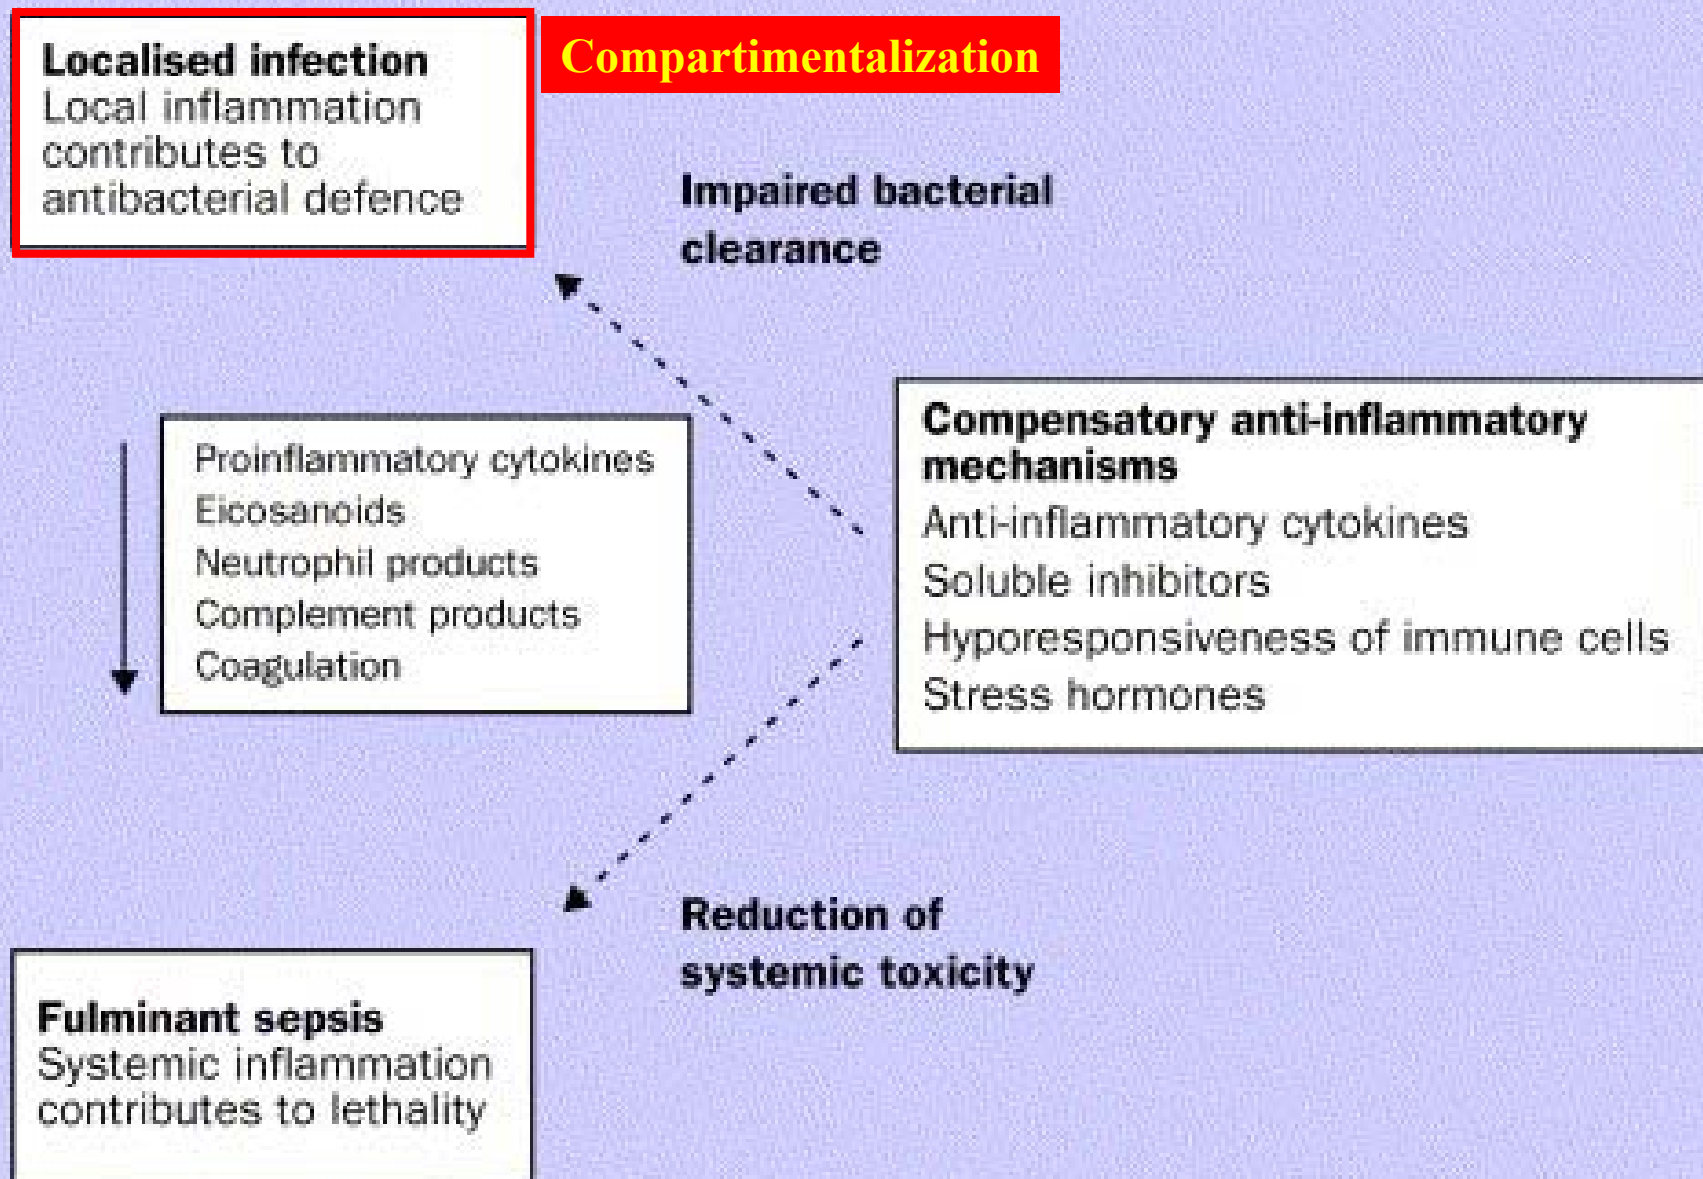 Localised infection
Local inflammation
contributes to
antibacterial defence
Compartimentalization
Impaired bacterial
clearance
Proinflammatory cytokines
Eicosanoids
Neutrophil products
Complement products
Coagulation
Compensatory anti-inflammatory
mechanisms
Anti-inflammatory cytokines
Soluble inhibitors
Hyporesponsiveness of immune cells
Stress hormones
Reduction of
systemic toxicity
Fulminant sepsis
Systemic inflammation
contributes to lethality